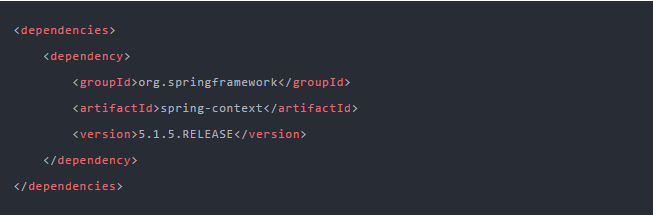 <dependencies>
<dependency>
<groupId>org.springframework</groupId>
<artifactId>spring-context</artifactId>
<version>5.1.5.RELEASE</version>
</dependency>
</dependencies>